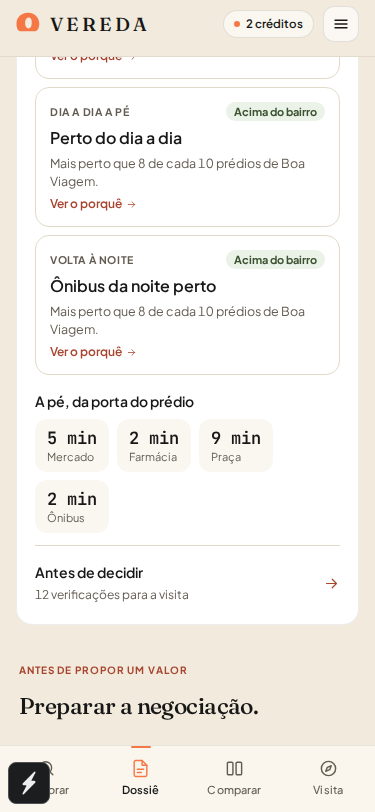 VEREDA
2 créditos
Ver o porquê →
DIA A DIA A PÉ
Acima do bairro
Perto do dia a dia
Mais perto que 8 de cada 10 prédios de Boa
Viagem.
Ver o porquê →
VOLTA À NOITE
Acima do bairro
Ônibus da noite perto
Mais perto que 8 de cada 10 prédios de Boa
Viagem.
Ver o porquê →
A pé, da porta do prédio
5 min
Mercado
2 min
Farmácia
9 min
Praça
2 min
Ônibus
Antes de decidir
12 verificações para a visita
→
ANTES DE PROPOR UM VALOR
Preparar a negociação.
Dossiê
Comparar
Visita